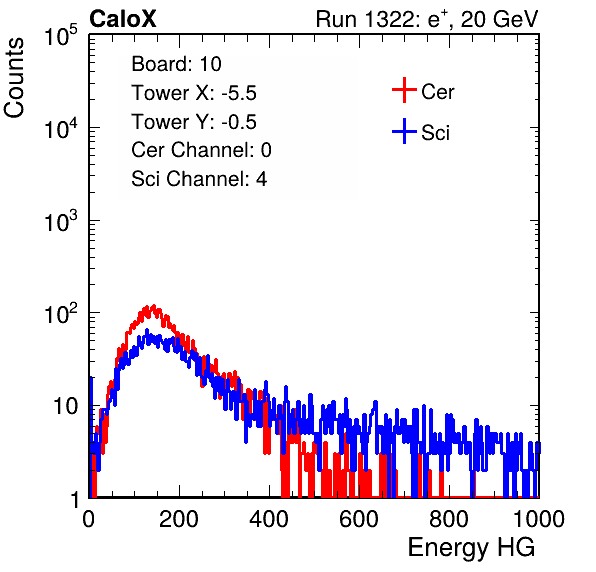 CaloX Run 1322: e⁺, 20 GeV
Counts
Board: 10
Tower X: -5.5
Tower Y: -0.5
Cer Channel: 0
Sci Channel: 4
Cer
Sci
10⁵
10⁴
10³
10²
10
1
0 200 400 600 800 1000
Energy HG